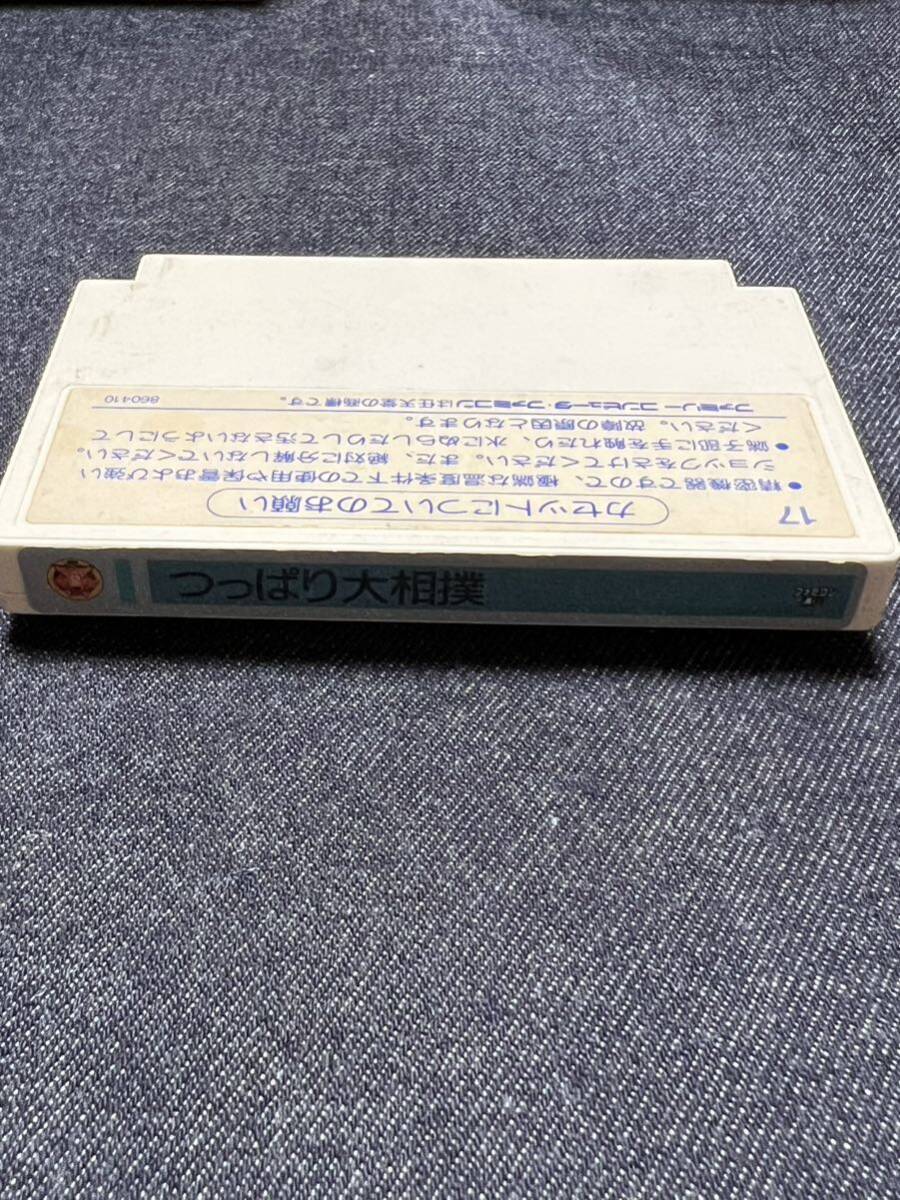 つっぱり大相撲
17
カセットについてのお願い
●精密機器ですので、極端な温度条件下での使用や保管および強い
ショックをさけてください。また、絶対に分解しないでください。
●端子部に手を触れたり、水にぬらしたりして汚さないようにして
ください。故障の原因となります。
ファミリー コンピュータ・ファミコンは任天堂の商標です。 860410